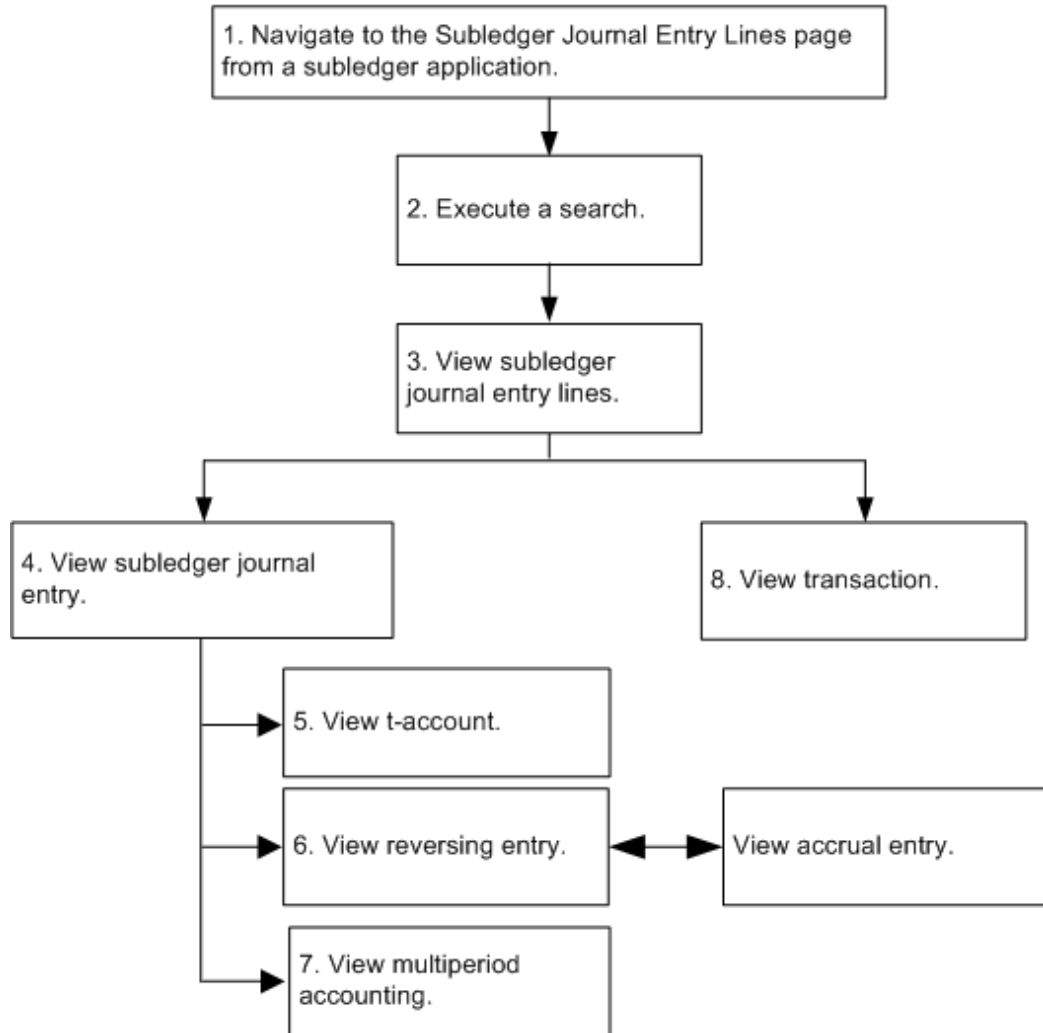 1. Navigate to the Subledger Journal Entry Lines page
from a subledger application.
2. Execute a search.
3. View subledger
journal entry lines.
4. View subledger journal
entry.
8. View transaction.
5. View t-account.
6. View reversing entry.
View accrual entry.
7. View multiperiod
accounting.